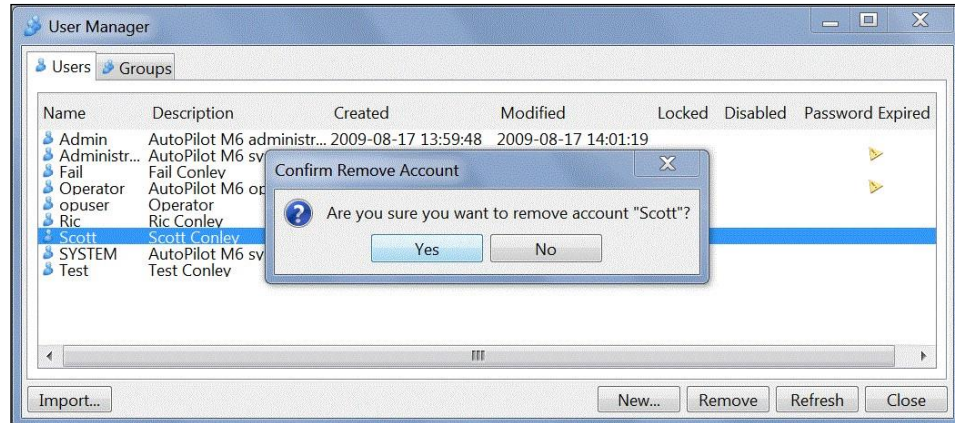 User Manager
Users Groups
Name Description Created Modified Locked Disabled Password Expired
Admin AutoPilot M6 administr... 2009-08-17 13:59:48 2009-08-17 14:01:19
Administr... AutoPilot M6 sy
Fail Fail Conley
Operator AutoPilot M6 op
opuser Operator
Ric Ric Conley
Scott Scott Conley
SYSTEM AutoPilot M6 sy
Test Test Conley
Confirm Remove Account
Are you sure you want to remove account "Scott"?
Yes No
Import... New... Remove Refresh Close